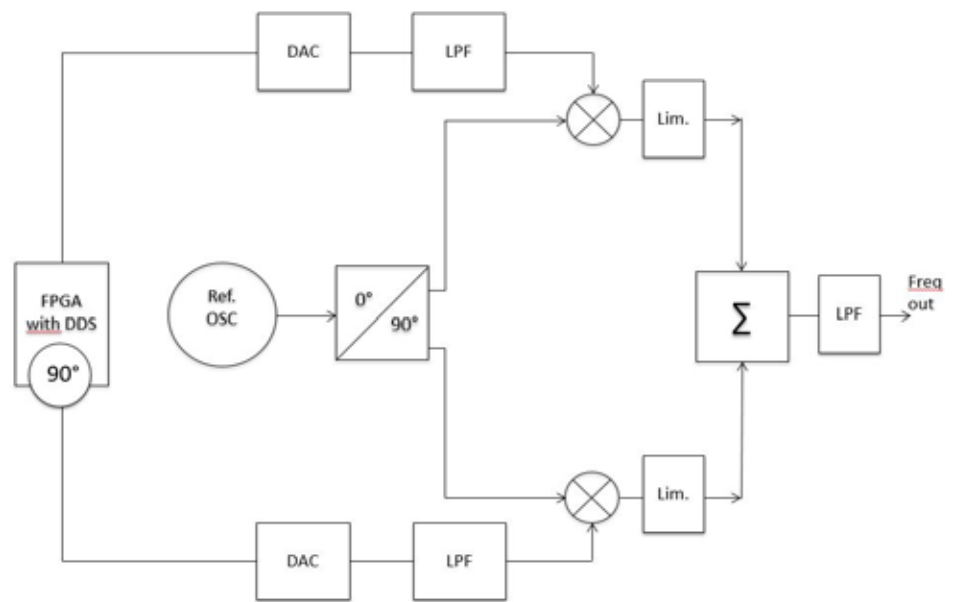 DAC
LPF
Lim.
FPGA
with DDS
90°
Ref.
OSC
0°
90°
Σ
LPF
Freq
out
Lim.
DAC
LPF